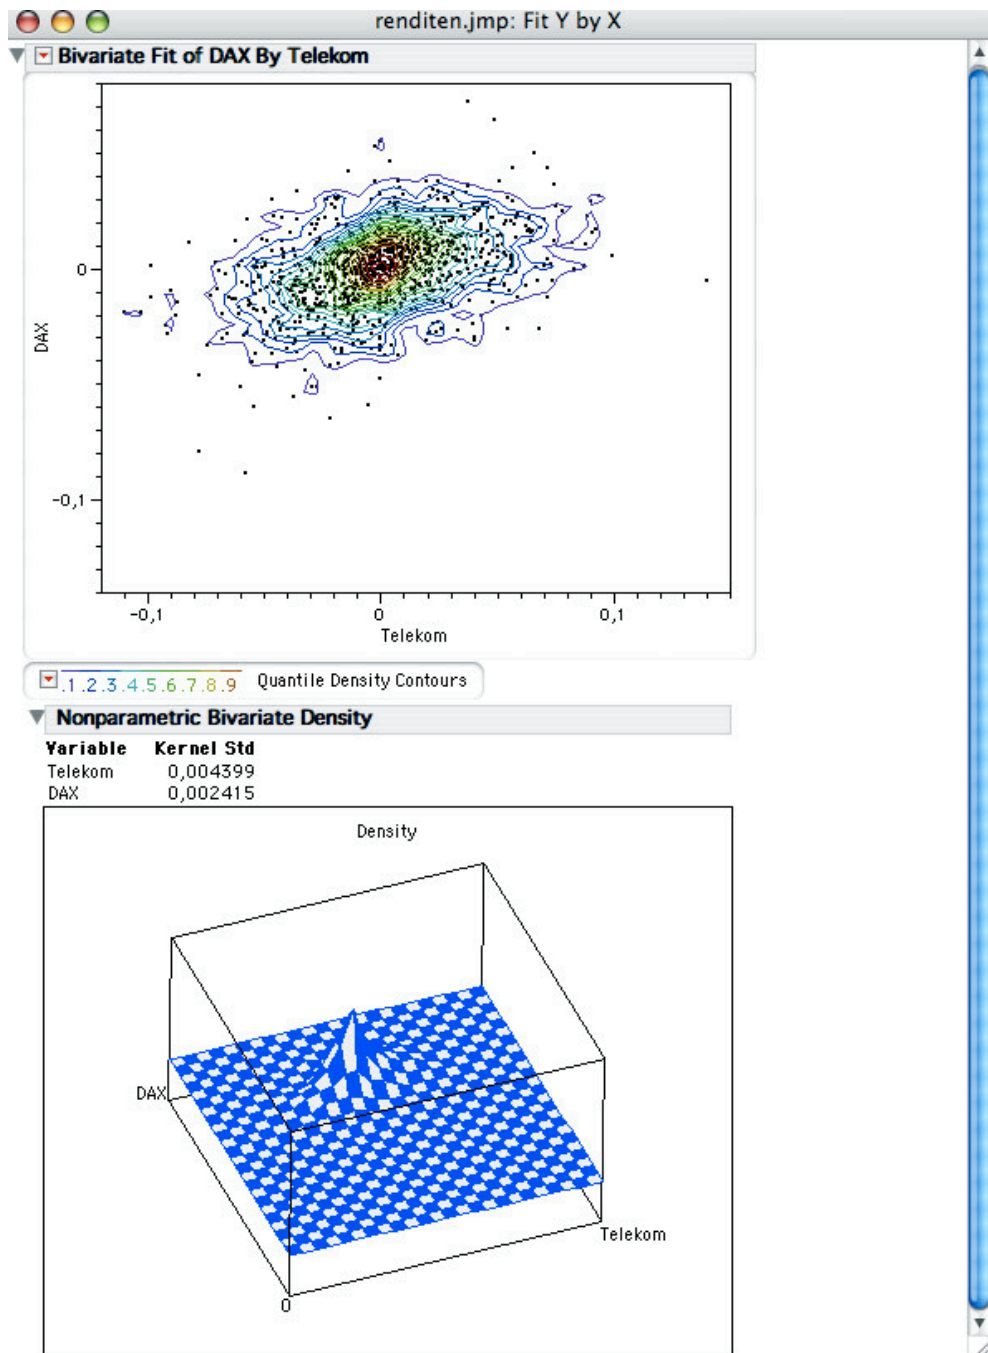 renditen.jmp: Fit Y by X
Bivariate Fit of DAX By Telekom
0
DAX
-0,1
-0,1
0
0,1
Telekom
.1 .2 .3 .4 .5 .6 .7 .8 .9 Quantile Density Contours
Nonparametric Bivariate Density
Variable Kernel Std
Telekom 0,004399
DAX 0,002415
Density
DAX
Telekom
0